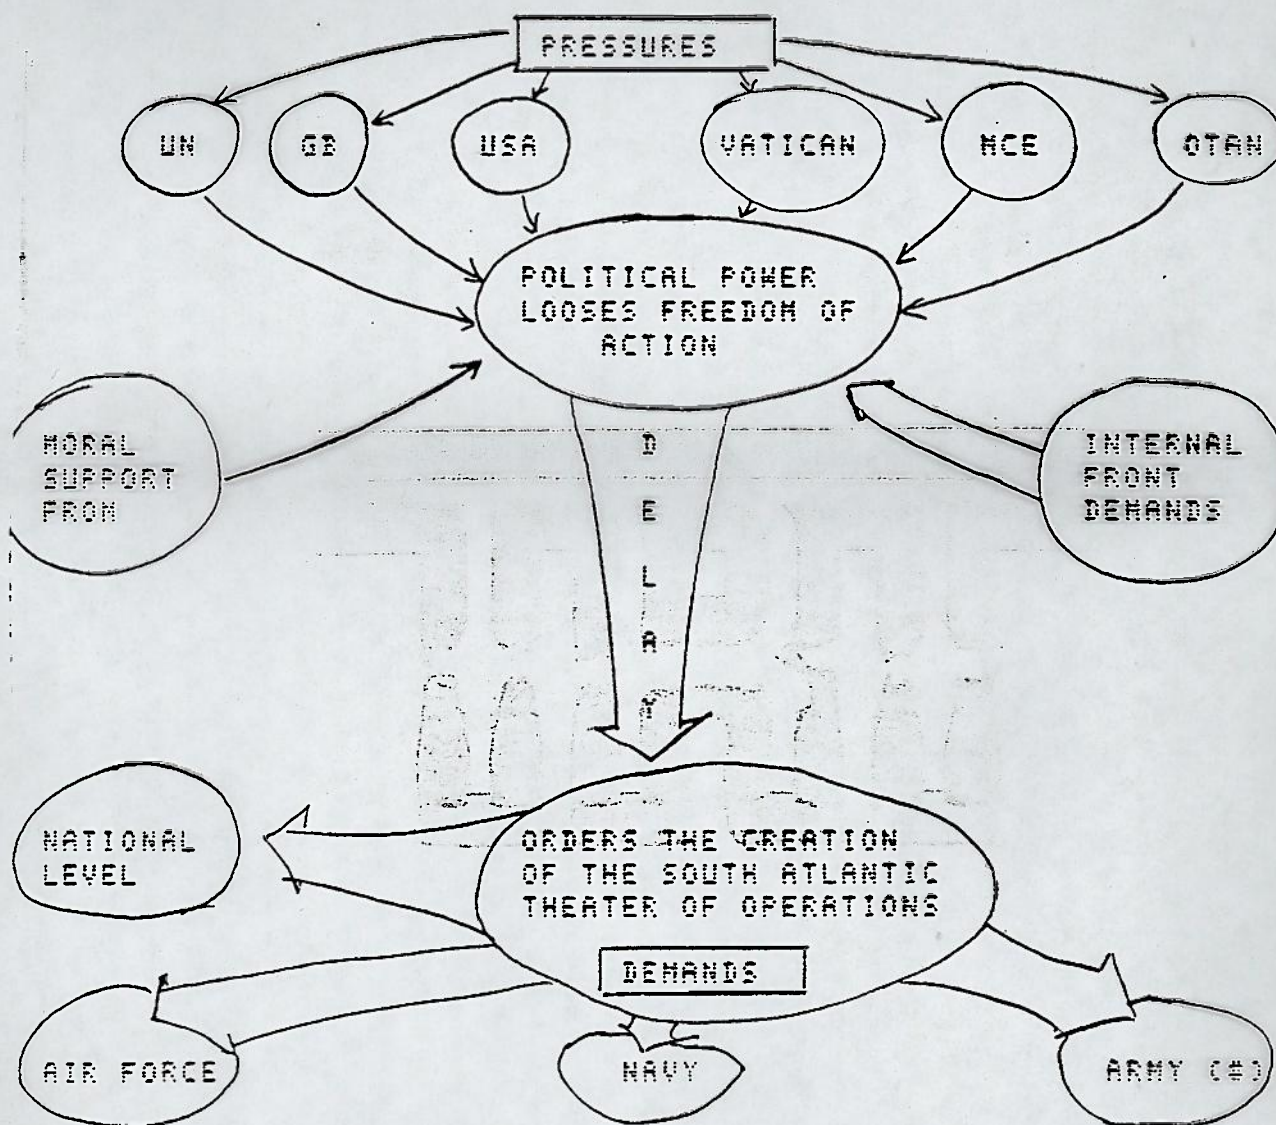 PRESSURES
UN GB USA VATICAN MCE OTAN
POLITICAL POWER
LOOSES FREEDOM OF
ACTION
MORAL
SUPPORT
FROM
D
E
L
A
Y
INTERNAL
FRONT
DEMANDS
NATIONAL
LEVEL
ORDERS THE CREATION
OF THE SOUTH ATLANTIC
THEATER OF OPERATIONS
DEMANDS
AIR FORCE
NAVY
ARMY (#)